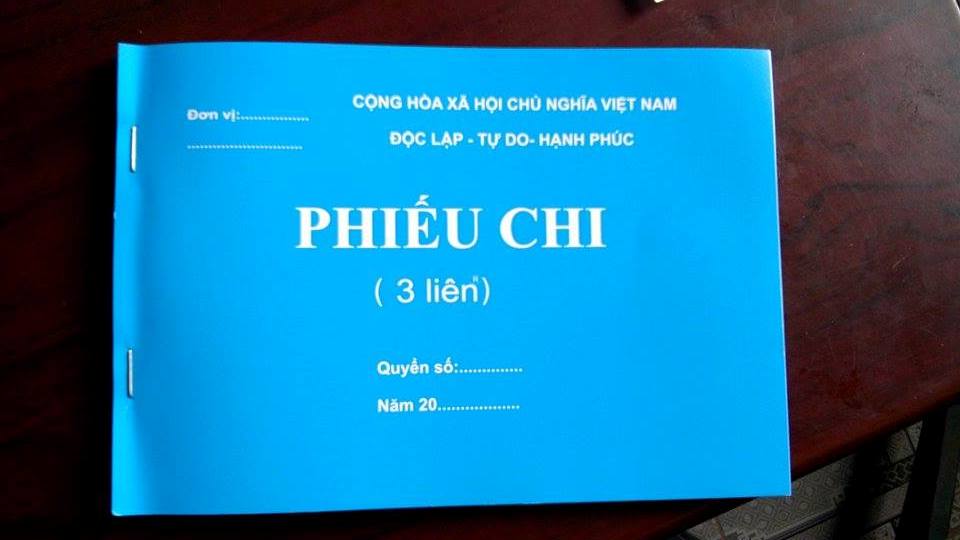 Đơn vị:.................
CỘNG HÒA XÃ HỘI CHỦ NGHĨA VIỆT NAM
.............................
ĐỘC LẬP - TỰ DO- HẠNH PHÚC
PHIẾU CHI
( 3 liên)
Quyển số:..............
Năm 20..................